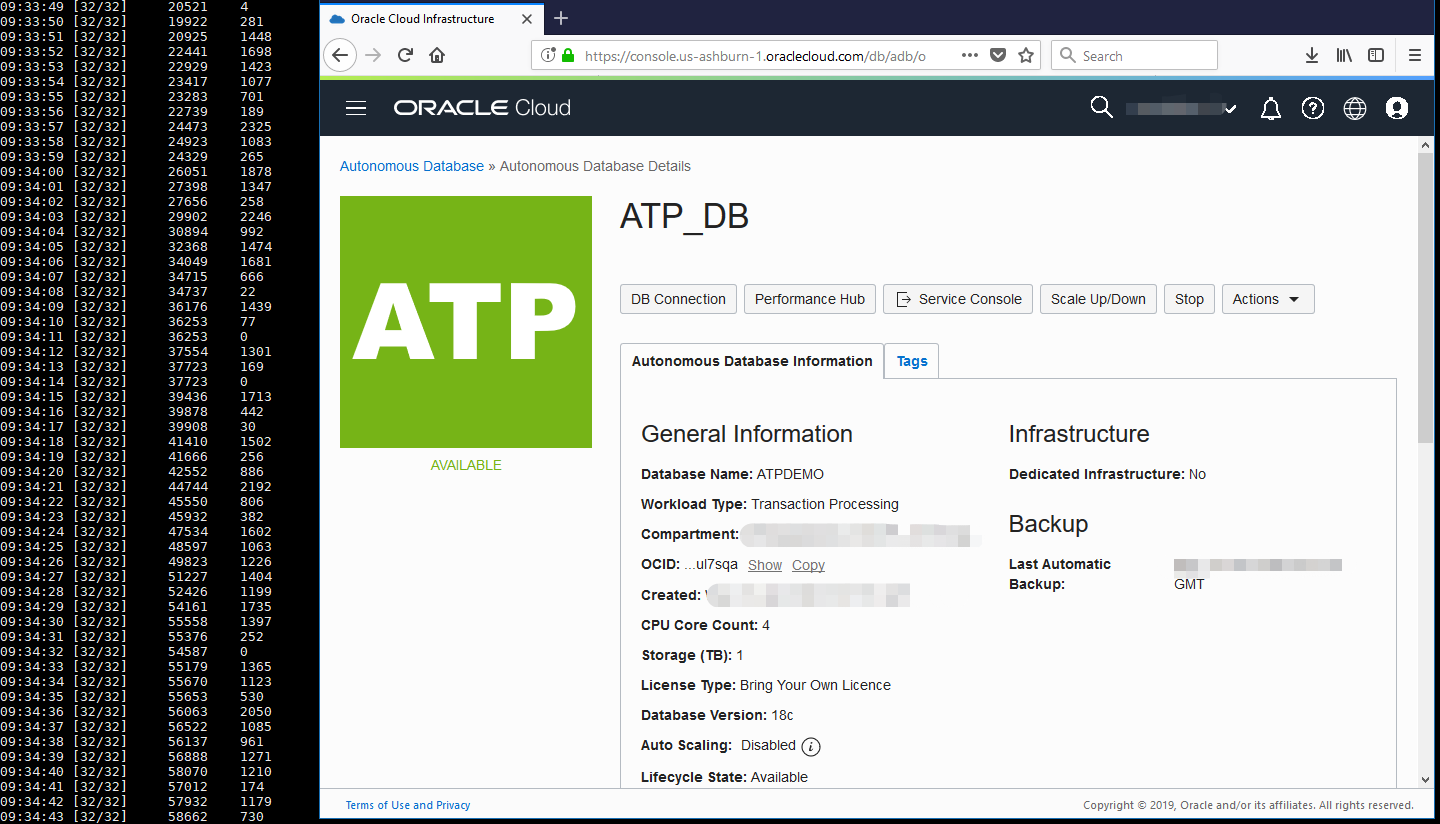 09:33:49 [32/32] 20521 4
09:33:50 [32/32] 19922 281
09:33:51 [32/32] 20925 1448
09:33:52 [32/32] 22441 1698
09:33:53 [32/32] 22929 1423
09:33:54 [32/32] 23417 1077
09:33:55 [32/32] 23283 701
09:33:56 [32/32] 22739 189
09:33:57 [32/32] 24473 2325
09:33:58 [32/32] 24923 1083
09:33:59 [32/32] 24329 265
09:34:00 [32/32] 26051 1878
09:34:01 [32/32] 27398 1347
09:34:02 [32/32] 27656 258
09:34:03 [32/32] 29902 2246
09:34:04 [32/32] 30894 992
09:34:05 [32/32] 32368 1474
09:34:06 [32/32] 34049 1681
09:34:07 [32/32] 34715 666
09:34:08 [32/32] 34737 22
09:34:09 [32/32] 36176 1439
09:34:10 [32/32] 36253 77
09:34:11 [32/32] 36253 0
09:34:12 [32/32] 37554 1301
09:34:13 [32/32] 37723 169
09:34:14 [32/32] 37723 0
09:34:15 [32/32] 39436 1713
09:34:16 [32/32] 39878 442
09:34:17 [32/32] 39908 30
09:34:18 [32/32] 41410 1502
09:34:19 [32/32] 41666 256
09:34:20 [32/32] 42552 886
09:34:21 [32/32] 44744 2192
09:34:22 [32/32] 45550 806
09:34:23 [32/32] 45932 382
09:34:24 [32/32] 47534 1602
09:34:25 [32/32] 48597 1063
09:34:26 [32/32] 49823 1226
09:34:27 [32/32] 51227 1404
09:34:28 [32/32] 52426 1199
09:34:29 [32/32] 54161 1735
09:34:30 [32/32] 55558 1397
09:34:31 [32/32] 55376 252
09:34:32 [32/32] 54587 0
09:34:33 [32/32] 55179 1365
09:34:34 [32/32] 55670 1123
09:34:35 [32/32] 55653 530
09:34:36 [32/32] 56063 2050
09:34:37 [32/32] 56522 1085
09:34:38 [32/32] 56137 961
09:34:39 [32/32] 56888 1271
09:34:40 [32/32] 58070 1210
09:34:41 [32/32] 57012 174
09:34:42 [32/32] 57932 1179
09:34:43 [32/32] 58662 730
Oracle Cloud Infrastructure
https://console.us-ashburn-1.oraclecloud.com/db/adb/o
Search
ORACLE Cloud
Autonomous Database » Autonomous Database Details
ATP
AVAILABLE
ATP_DB
DB Connection Performance Hub Service Console Scale Up/Down Stop Actions
Autonomous Database Information Tags
General Information
Database Name: ATPDEMO
Workload Type: Transaction Processing
Compartment:
OCID: ...ul7sqa Show Copy
Created:
CPU Core Count: 4
Storage (TB): 1
License Type: Bring Your Own Licence
Database Version: 18c
Auto Scaling: Disabled
Lifecycle State: Available
Infrastructure
Dedicated Infrastructure: No
Backup
Last Automatic
Backup:
GMT
Terms of Use and Privacy
Copyright © 2019, Oracle and/or its affiliates. All rights reserved.